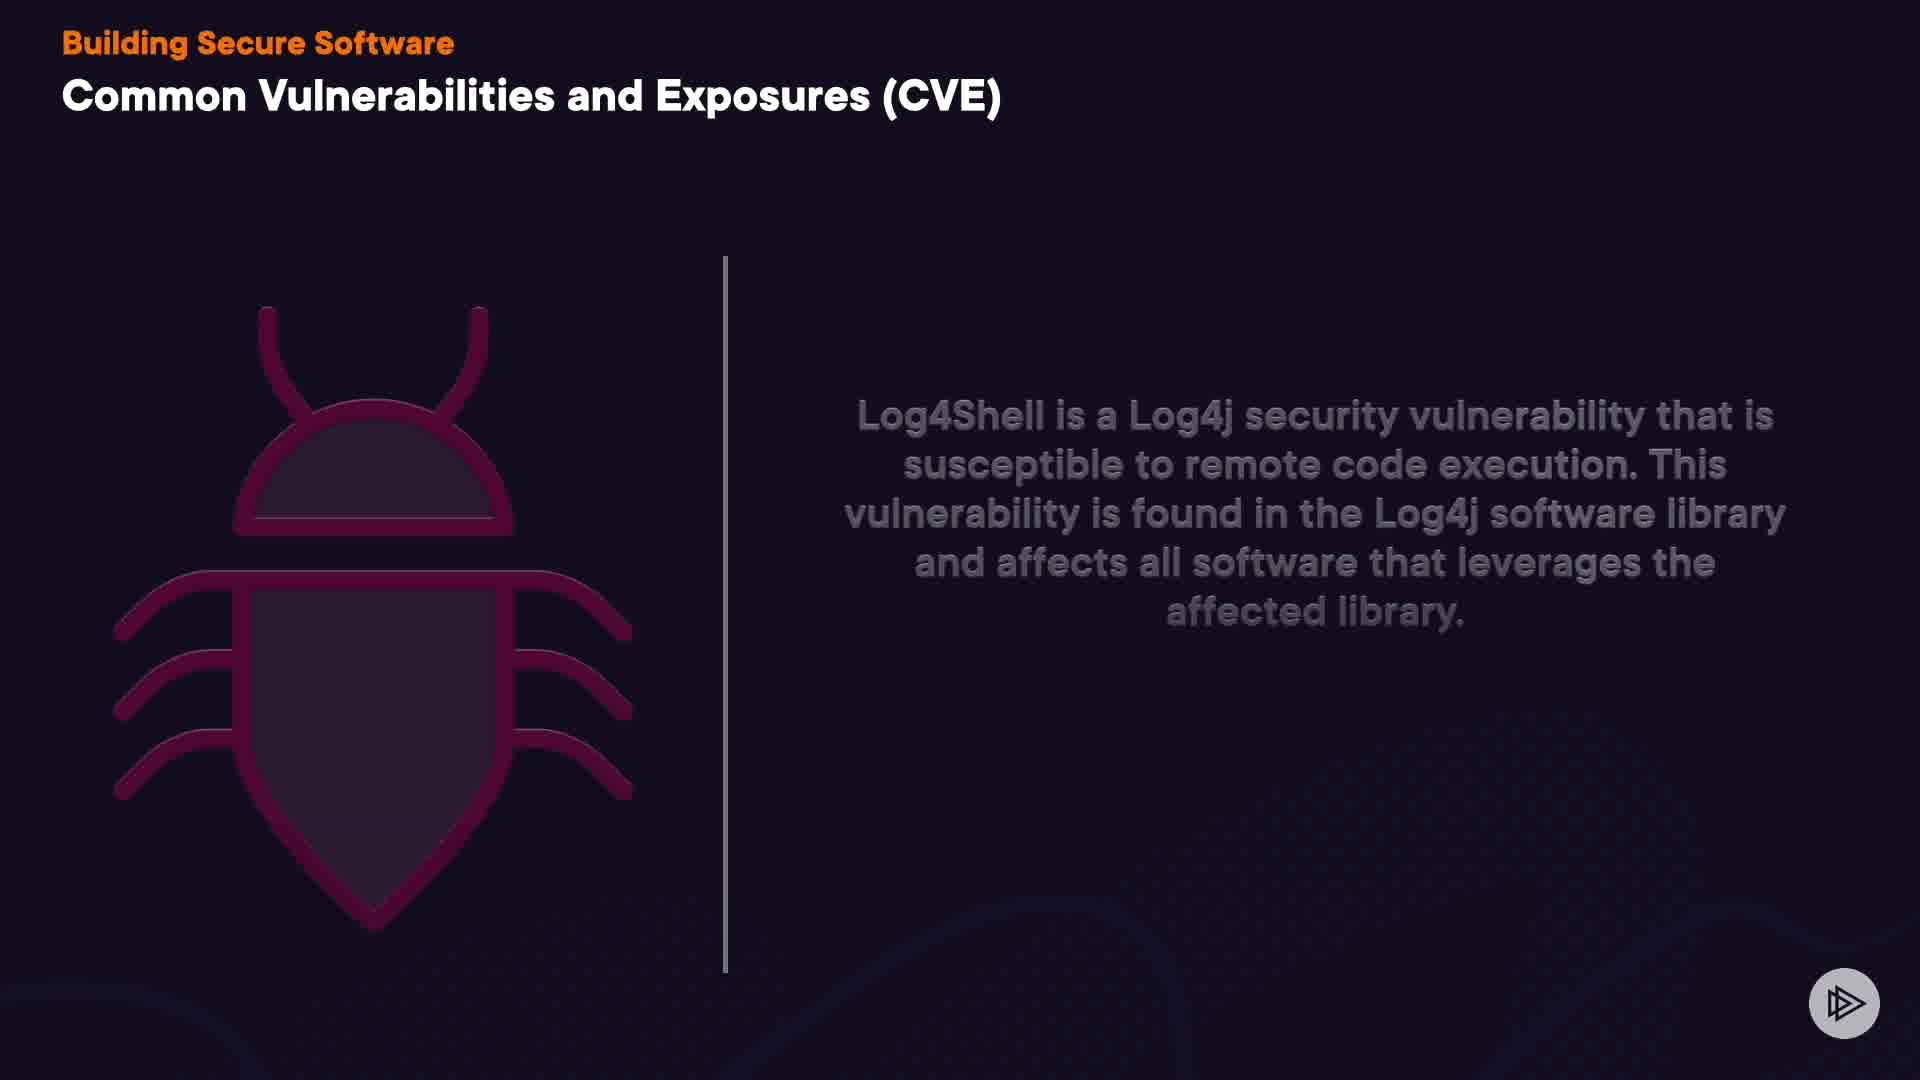 Building Secure Software
Common Vulnerabilities and Exposures (CVE)
Log4Shell is a Log4j security vulnerability that is
susceptible to remote code execution. This
vulnerability is found in the Log4j software library
and affects all software that leverages the
affected library.